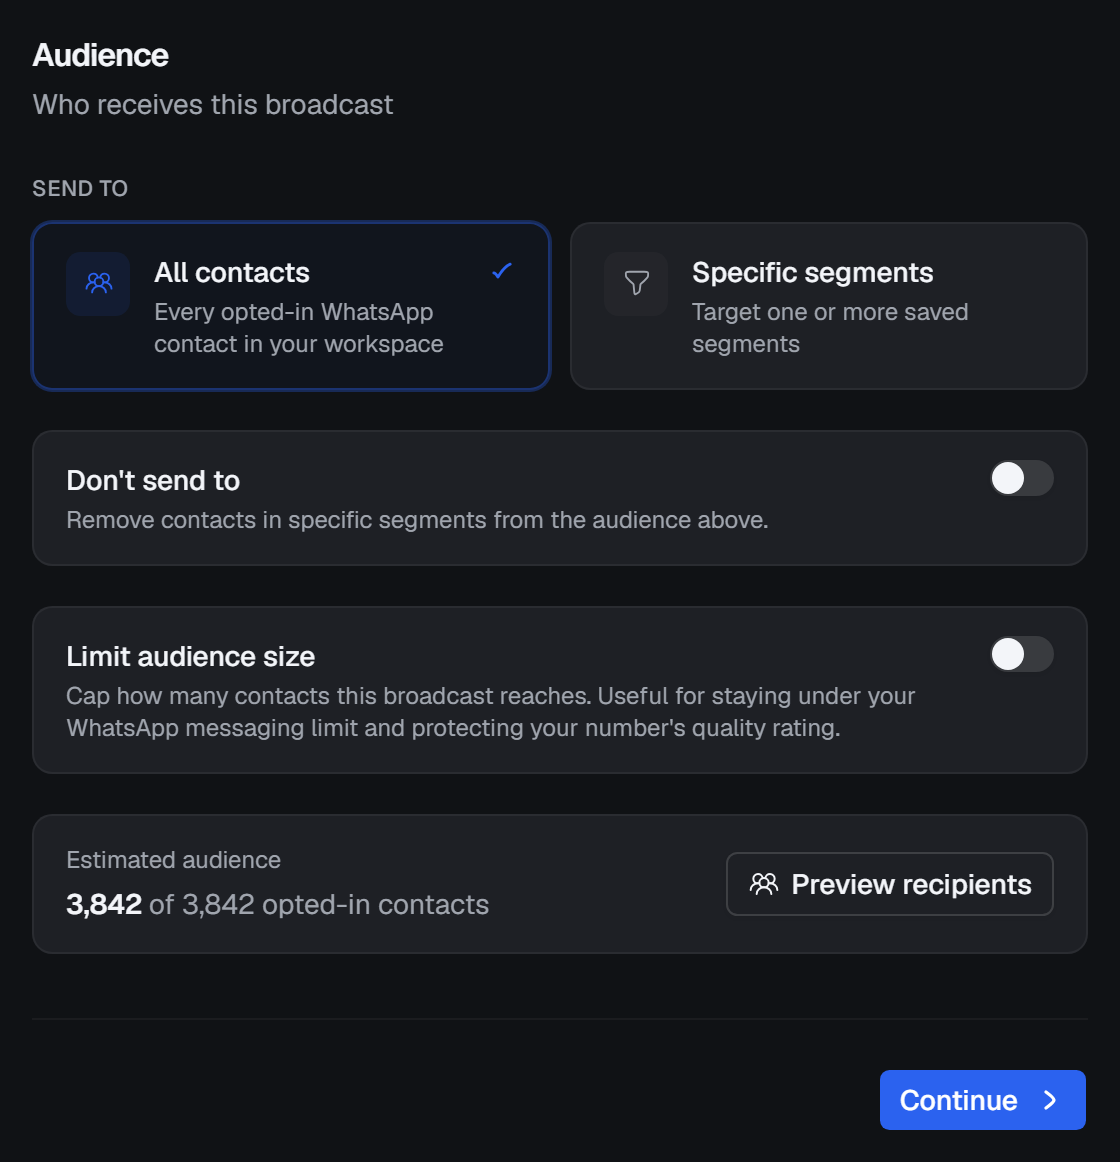 Audience
Who receives this broadcast
SEND TO
All contacts
Every opted-in WhatsApp
contact in your workspace
Specific segments
Target one or more saved
segments
Don't send to
Remove contacts in specific segments from the audience above.
Limit audience size
Cap how many contacts this broadcast reaches. Useful for staying under your
WhatsApp messaging limit and protecting your number's quality rating.
Estimated audience
3,842 of 3,842 opted-in contacts
Preview recipients
Continue